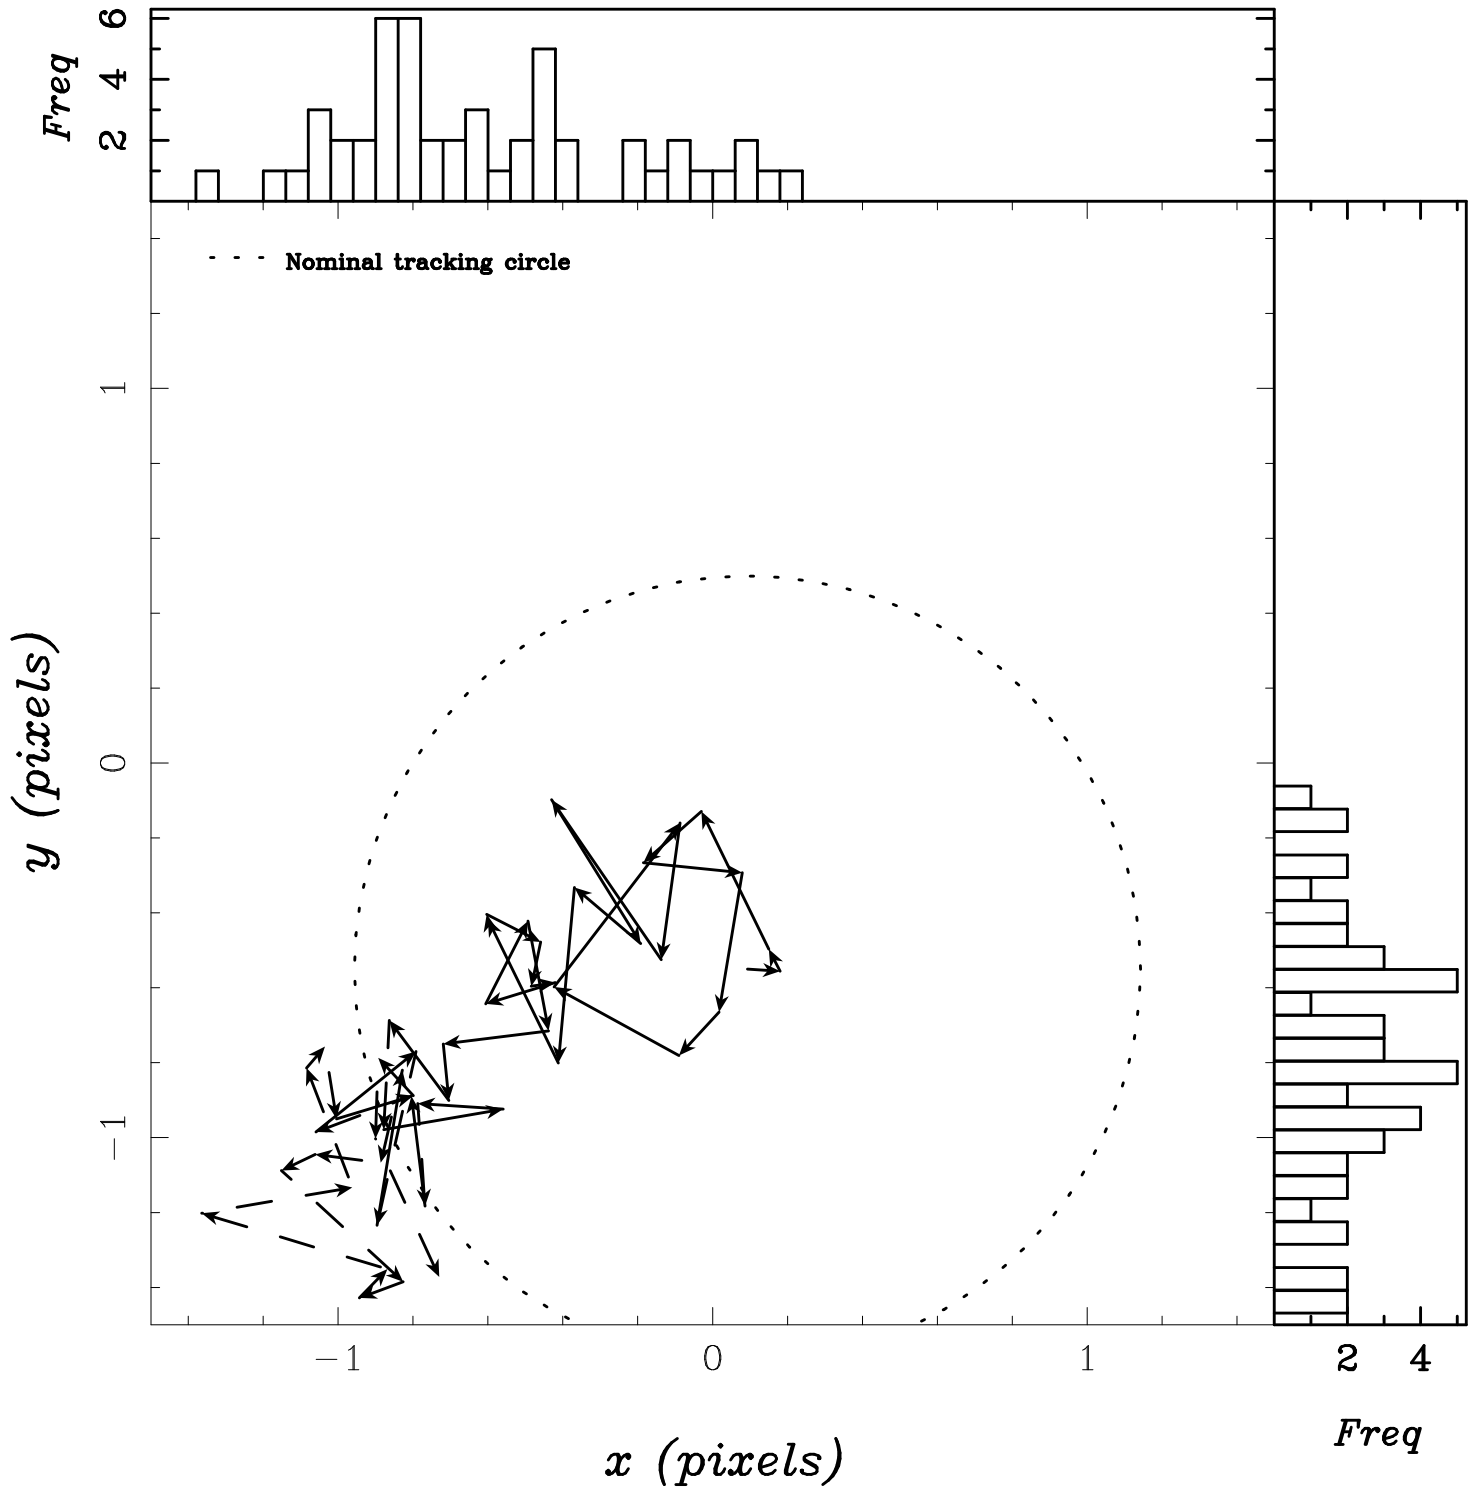 Freq
2 4 6
Nominal tracking circle
1
0
−1
y (pixels)
−1 0 1
2 4
x (pixels)
Freq